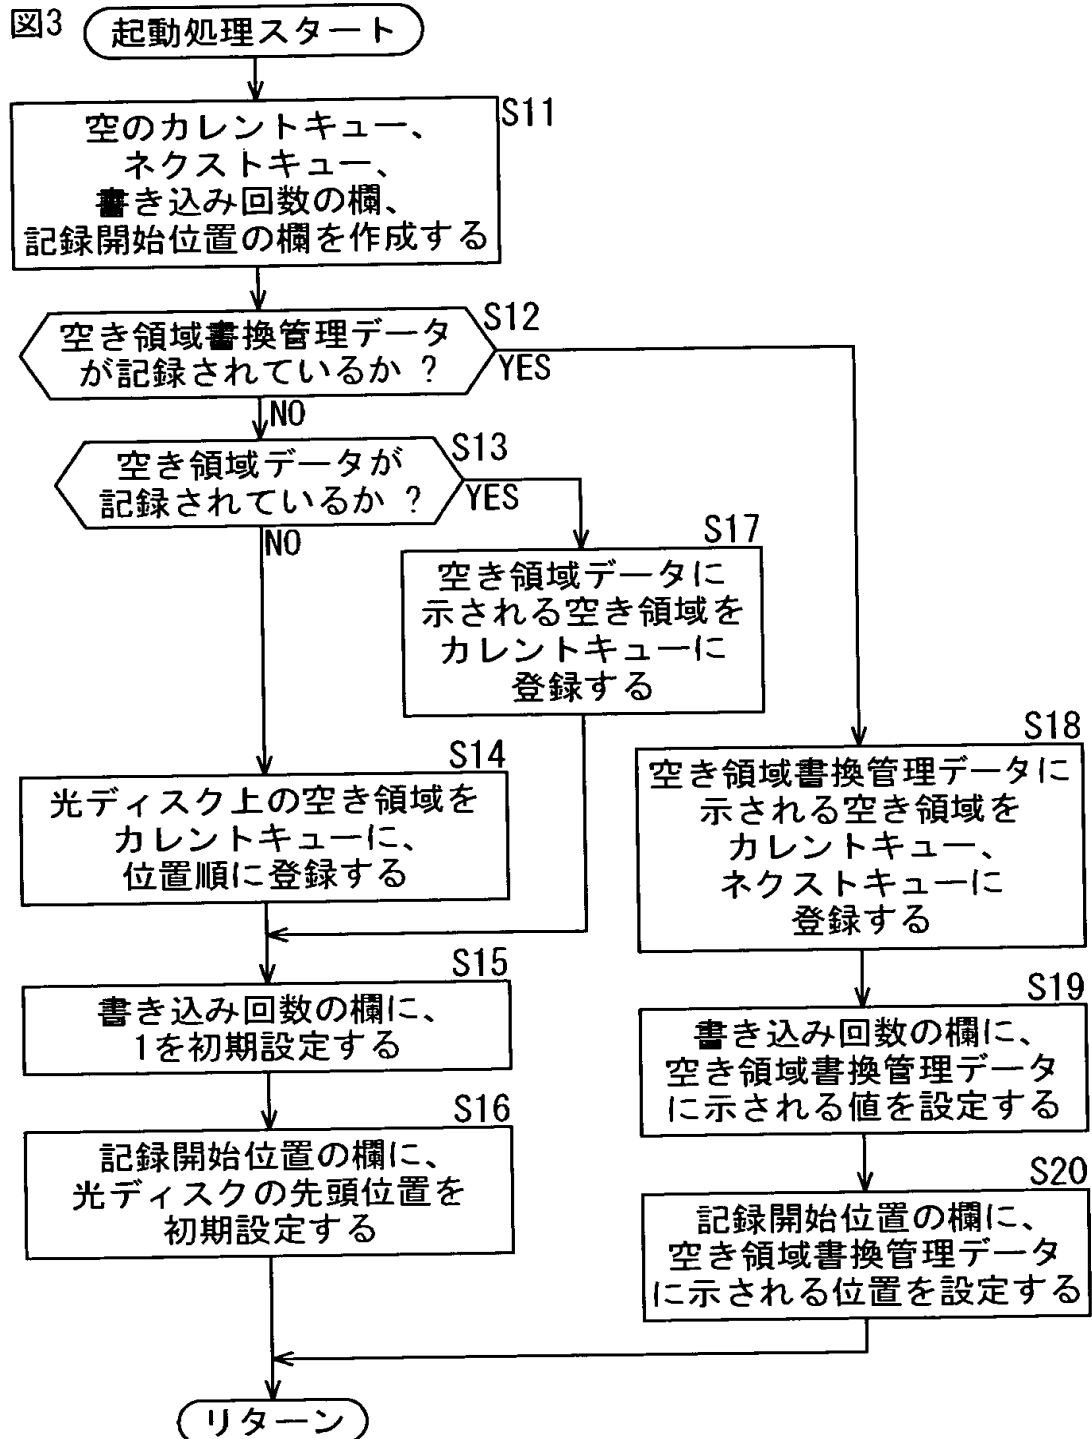 図3
起動処理スタート
S11
空のカレントキュー、
ネクストキュー、
書き込み回数の欄、
記録開始位置の欄を作成する
S12
空き領域書換管理データ
が記録されているか ?
YES
NO
S13
空き領域データが
記録されているか ?
YES
NO
S17
空き領域データに
示される空き領域を
カレントキューに
登録する
S14
光ディスク上の空き領域を
カレントキューに、
位置順に登録する
S15
書き込み回数の欄に、
1を初期設定する
S16
記録開始位置の欄に、
光ディスクの先頭位置を
初期設定する
S18
空き領域書換管理データに
示される空き領域を
カレントキュー、
ネクストキューに
登録する
S19
書き込み回数の欄に、
空き領域書換管理データ
に示される値を設定する
S20
記録開始位置の欄に、
空き領域書換管理データ
に示される位置を設定する
リターン